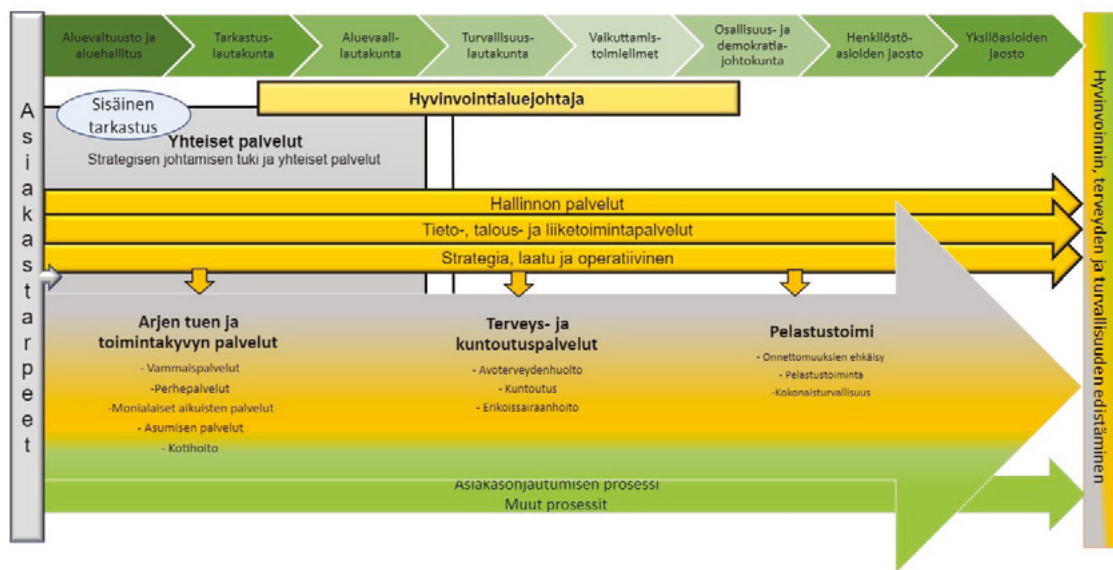 Aluevaltuusto ja
aluehallitus
Tarkastus-
lautakunta
Aluevaali-
lautakunta
Turvallisuus-
lautakunta
Vaikuttamis-
toimielimet
Osallisuus- ja
demokratia-
johtokunta
Henkilöstö-
asioiden jaosto
Yksilöasioiden
jaosto
Asiakastarpeet
Sisäinen
tarkastus
Hyvinvointialuejohtaja
Yhteiset palvelut
Strategisen johtamisen tuki ja yhteiset palvelut
Hallinnon palvelut
Tieto-, talous- ja liiketoimintapalvelut
Strategia, laatu ja operatiivinen
Arjen tuen ja
toimintakyvyn palvelut
- Vammaispalvelut
-Perhepalvelut
-Monialaiset aikuisten palvelut
- Asumisen palvelut
- Kotihoito
Terveys- ja
kuntoutuspalvelut
- Avoterveydenhuolto
- Kuntoutus
- Erikoissairaanhoito
Pelastustoimi
- Onnettomuuksien ehkäisy
- Pelastustoiminta
-Kokonaisturvallisuus
Asiakasohjautumisen prosessi
Muut prosessit
Hyvinvoinnin, terveyden ja turvallisuuden edistäminen